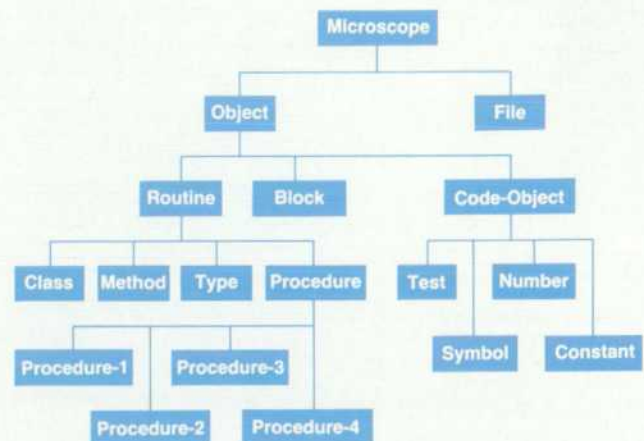 Microscope
Object File
Routine Block Code-Object
Class Method Type Procedure Test Number
Symbol Constant
Procedure-1 Procedure-3
Procedure-2 Procedure-4